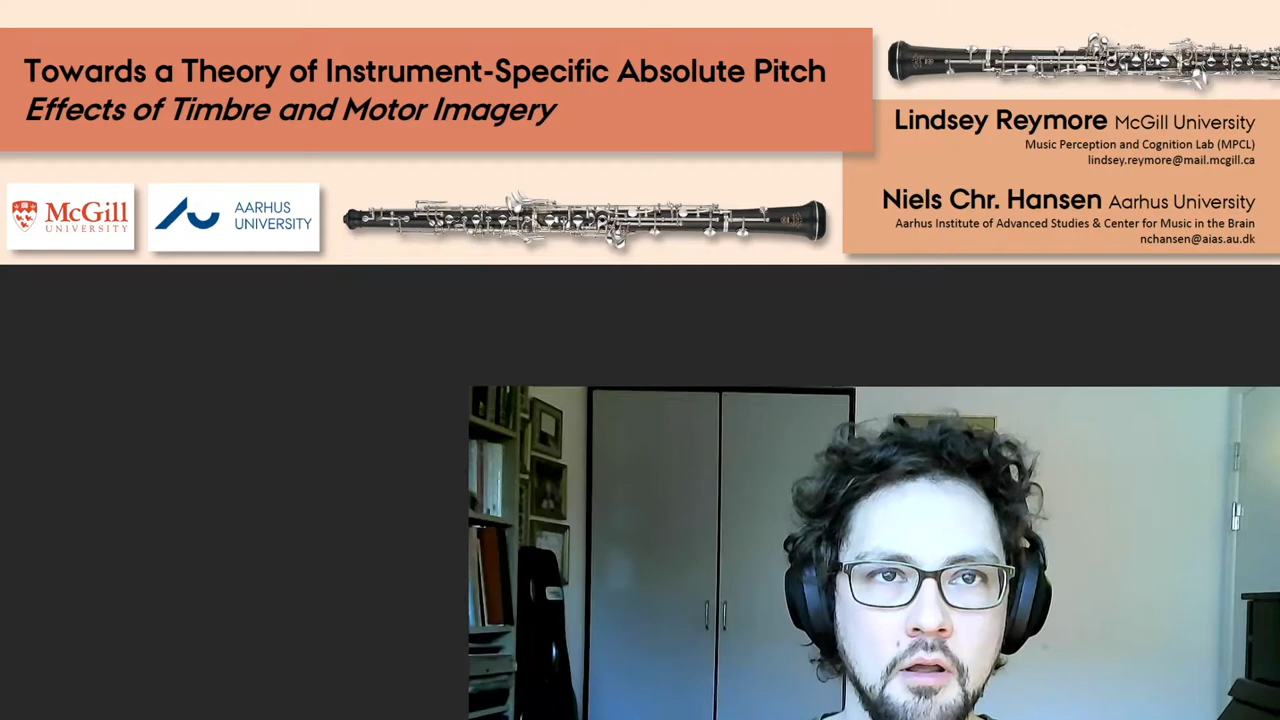 Towards a Theory of Instrument-Specific Absolute Pitch
Effects of Timbre and Motor Imagery
Lindsey Reymore McGill University
Music Perception and Cognition Lab (MPCL)
lindsey.reymore@mail.mcgill.ca
Niels Chr. Hansen Aarhus University
Aarhus Institute of Advanced Studies & Center for Music in the Brain
nchansen@aias.au.dk
McGill
UNIVERSITY
AARHUS
UNIVERSITY